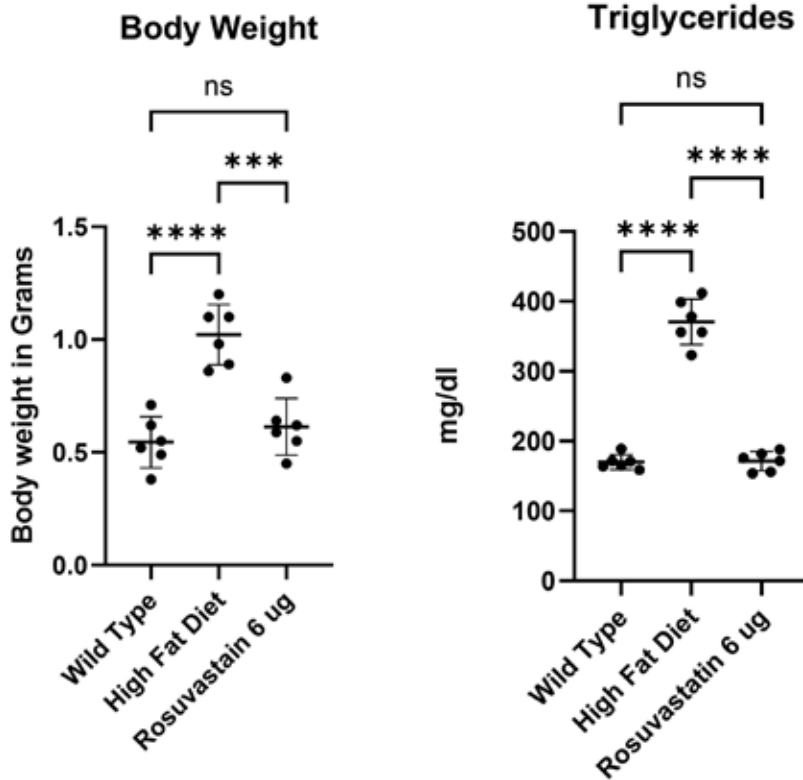 Body Weight
ns
***
****
Body weight in Grams
1.5
1.0
0.5
0.0
Wild Type
High Fat Diet
Rosuvastain 6 ug
Triglycerides
ns
****
****
mg/dl
500
400
300
200
100
0
Wild Type
High Fat Diet
Rosuvastatin 6 ug